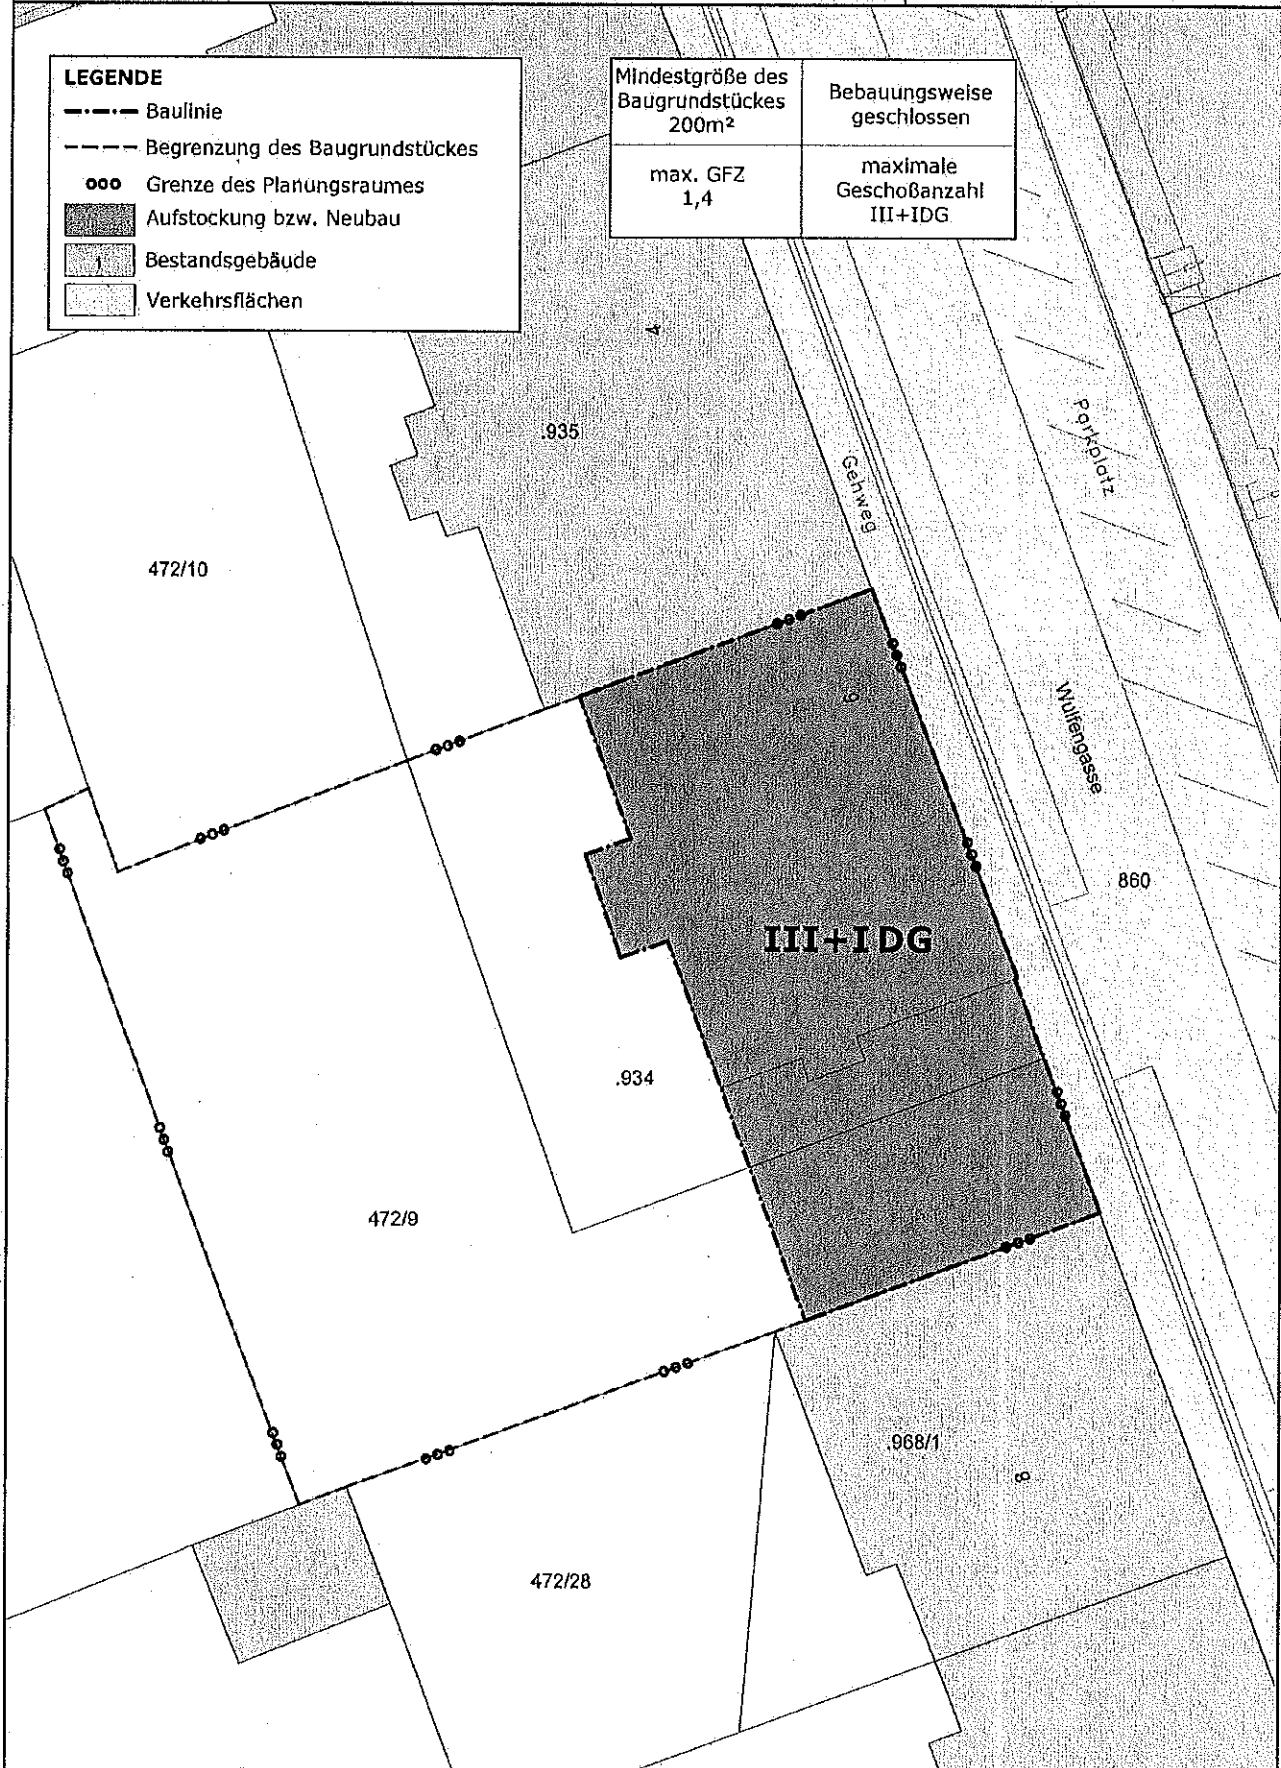 LEGENDE
Baulinie
Begrenzung des Baugrundstückes
Grenze des Planungsraumes
Aufstockung bzw. Neubau
Bestandsgebäude
Verkehrsflächen
Mindestgröße des
Baugrundstückes
200m²
Bebauungsweise
geschlossen
max. GFZ
1,4
maximale
Geschoßanzahl
III+IDG
4
.935
Parkplatz
Gehweg
472/10
6
Wulfengasse
860
III+IDG
.934
472/9
.968/1
8
472/28